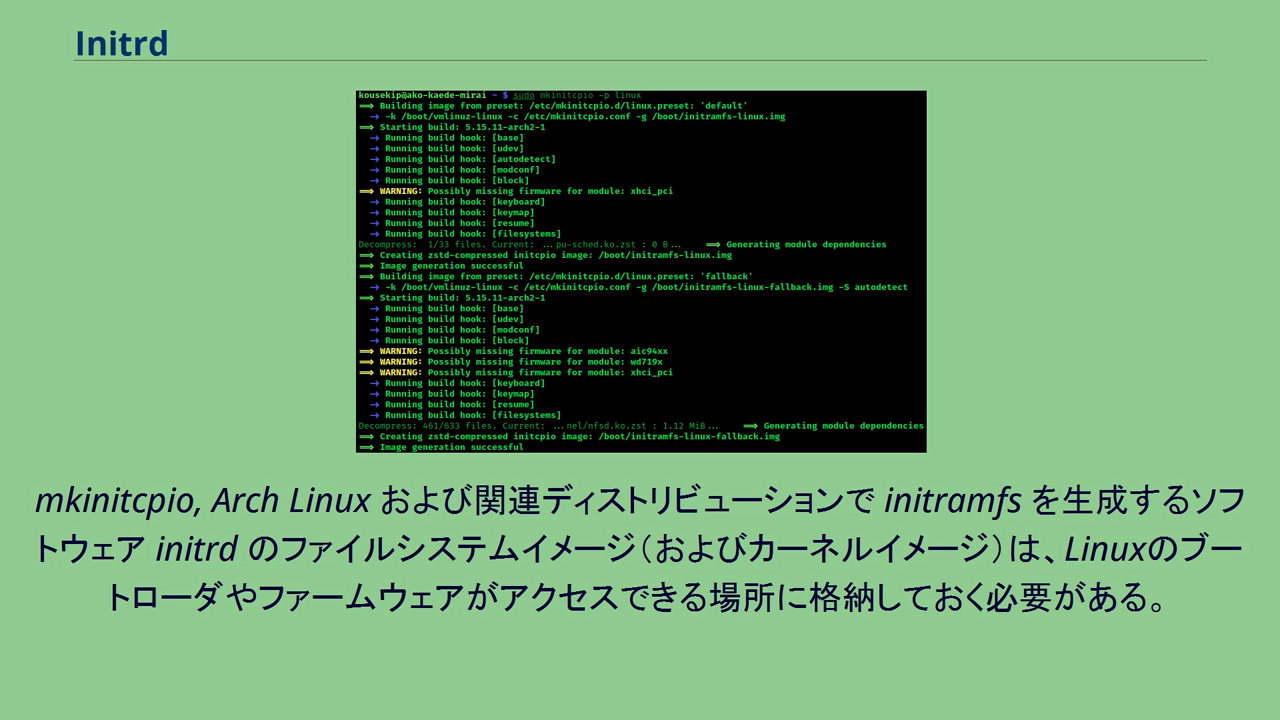 Initrd
kousekip@ako-kaede-mirai ~ $ sudo mkinitcpio -p linux
==> Building image from preset: /etc/mkinitcpio.d/linux.preset: 'default'
-> -k /boot/vmlinuz-linux -c /etc/mkinitcpio.conf -g /boot/initramfs-linux.img
==> Starting build: 5.15.11-arch2-1
-> Running build hook: [base]
-> Running build hook: [udev]
-> Running build hook: [autodetect]
-> Running build hook: [modconf]
-> Running build hook: [block]
==> WARNING: Possibly missing firmware for module: xhci_pci
-> Running build hook: [keyboard]
-> Running build hook: [keymap]
-> Running build hook: [resume]
-> Running build hook: [filesystems]
Decompress: 1/33 files. Current: ...pu-sched.ko.zst : 0 B... ==> Generating module dependencies
==> Creating zstd-compressed initcpio image: /boot/initramfs-linux.img
==> Image generation successful
==> Building image from preset: /etc/mkinitcpio.d/linux.preset: 'fallback'
-> -k /boot/vmlinuz-linux -c /etc/mkinitcpio.conf -g /boot/initramfs-linux-fallback.img -S autodetect
==> Starting build: 5.15.11-arch2-1
-> Running build hook: [base]
-> Running build hook: [udev]
-> Running build hook: [modconf]
-> Running build hook: [block]
==> WARNING: Possibly missing firmware for module: aic94xx
==> WARNING: Possibly missing firmware for module: wd719x
==> WARNING: Possibly missing firmware for module: xhci_pci
-> Running build hook: [keyboard]
-> Running build hook: [keymap]
-> Running build hook: [resume]
-> Running build hook: [filesystems]
Decompress: 461/633 files. Current: ...nel/nfsd.ko.zst : 1.12 MiB... ==> Generating module dependencies
==> Creating zstd-compressed initcpio image: /boot/initramfs-linux-fallback.img
==> Image generation successful
mkinitcpio, Arch Linux および関連ディストリビューションで initramfs を生成するソフ
トウェア initrd のファイルシステムイメージ（およびカーネルイメージ）は、Linuxのブー
トローダやファームウェアがアクセスできる場所に格納しておく必要がある。